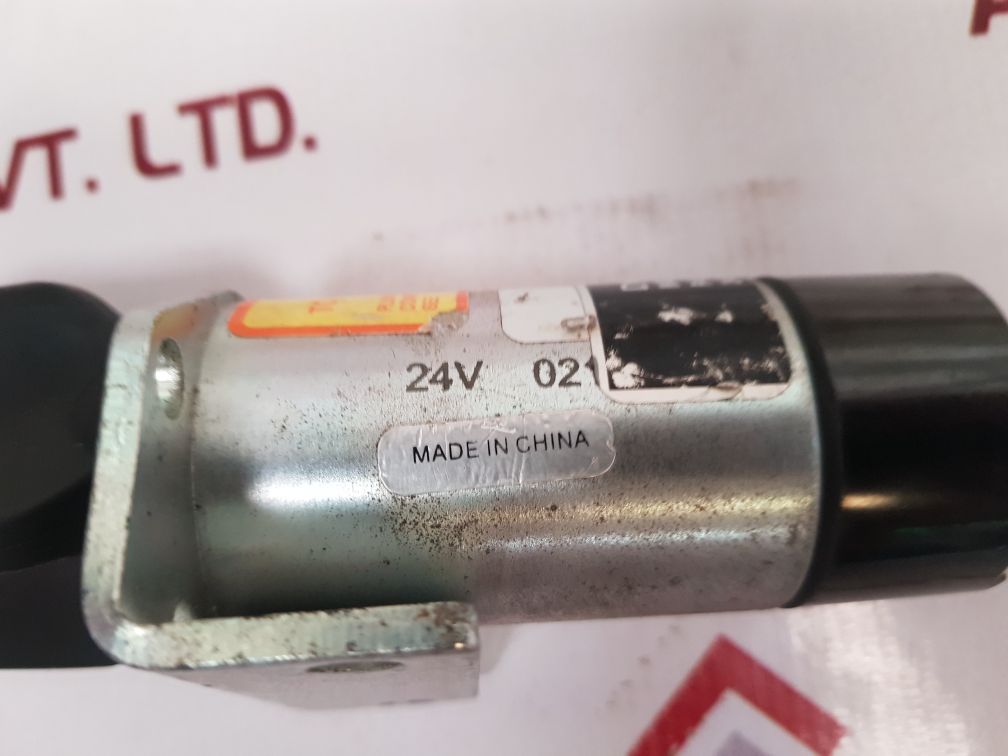 VT. LTD.
24V 021
MADE IN CHINA